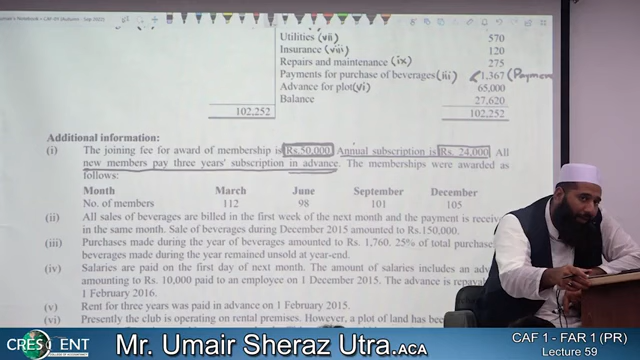 Utilities (vii) 570
Insurance (viii) 120
Repairs and maintenance (ix) 275
Payments for purchase of beverages (iii) 1,367 (Paymen
Advance for plot (vi) 65,000
Balance 27,620
102,252 102,252
Additional information:
(i) The joining fee for award of membership is Rs.50,000. Annual subscription is Rs. 24,000. All
new members pay three years' subscription in advance. The memberships were awarded as
follows:
Month March June September December
No. of members 112 98 101 105
(ii) All sales of beverages are billed in the first week of the next month and the payment is receive
in the same month. Sale of beverages during December 2015 amounted to Rs.150,000.
(iii) Purchases made during the year of beverages amounted to Rs. 1,760. 25% of total purchase
beverages made during the year remained unsold at year-end.
(iv) Salaries are paid on the first day of next month. The amount of salaries includes an adv
amounting to Rs. 10,000 paid to an employee on 1 December 2015. The advance is repayab
1 February 2016.
(v) Rent for three years was paid in advance on 1 February 2015.
(vi) Presently the club is operating on rental premises. However, a plot of land has been
CRESCENT
Mr. Umair Sheraz Utra.ACA
CAF 1 - FAR 1 (PR)
Lecture 59